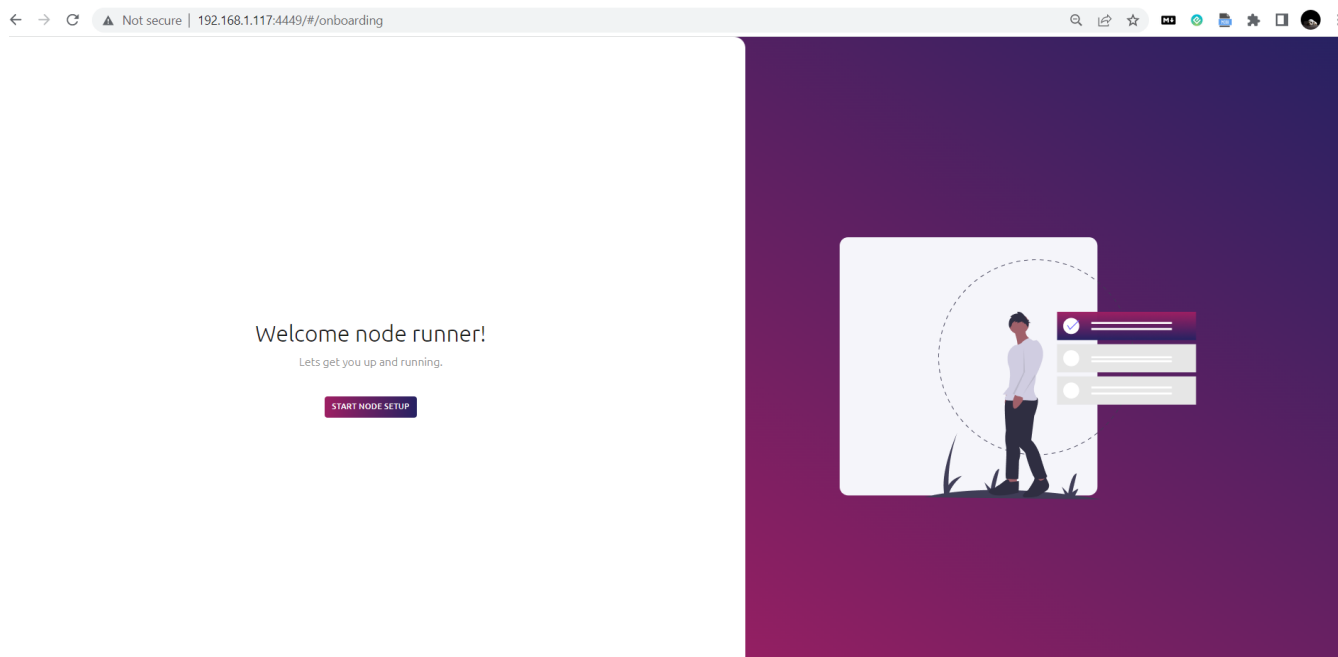 Not secure | 192.168.1.117:4449/#/onboarding
Welcome node runner!
Lets get you up and running.
START NODE SETUP